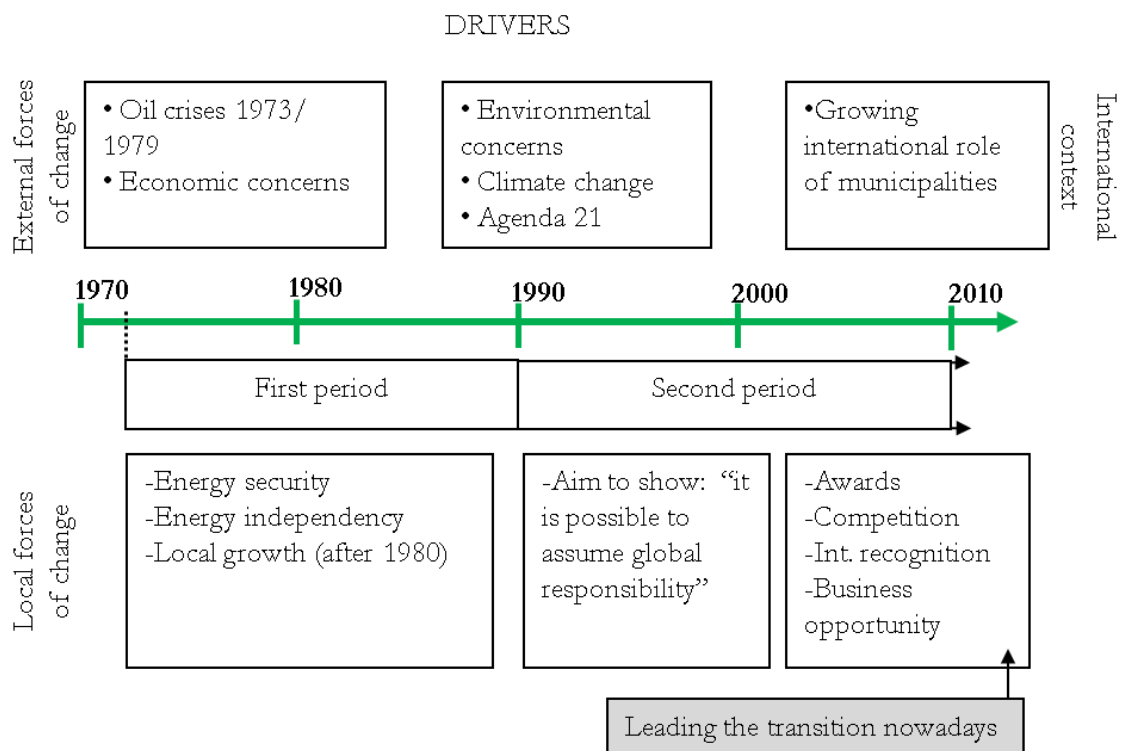 DRIVERS
External forces
of change
• Oil crises 1973/
1979
• Economic concerns
• Environmental
concerns
• Climate change
• Agenda 21
•Growing
international role
of municipalities
International
context
1970
1980
1990
2000
2010
First period
Second period
Local forces
of change
-Energy security
-Energy independency
-Local growth (after 1980)
-Aim to show: “it
is possible to
assume global
responsibility”
-Awards
-Competition
-Int. recognition
-Business
opportunity
Leading the transition nowadays